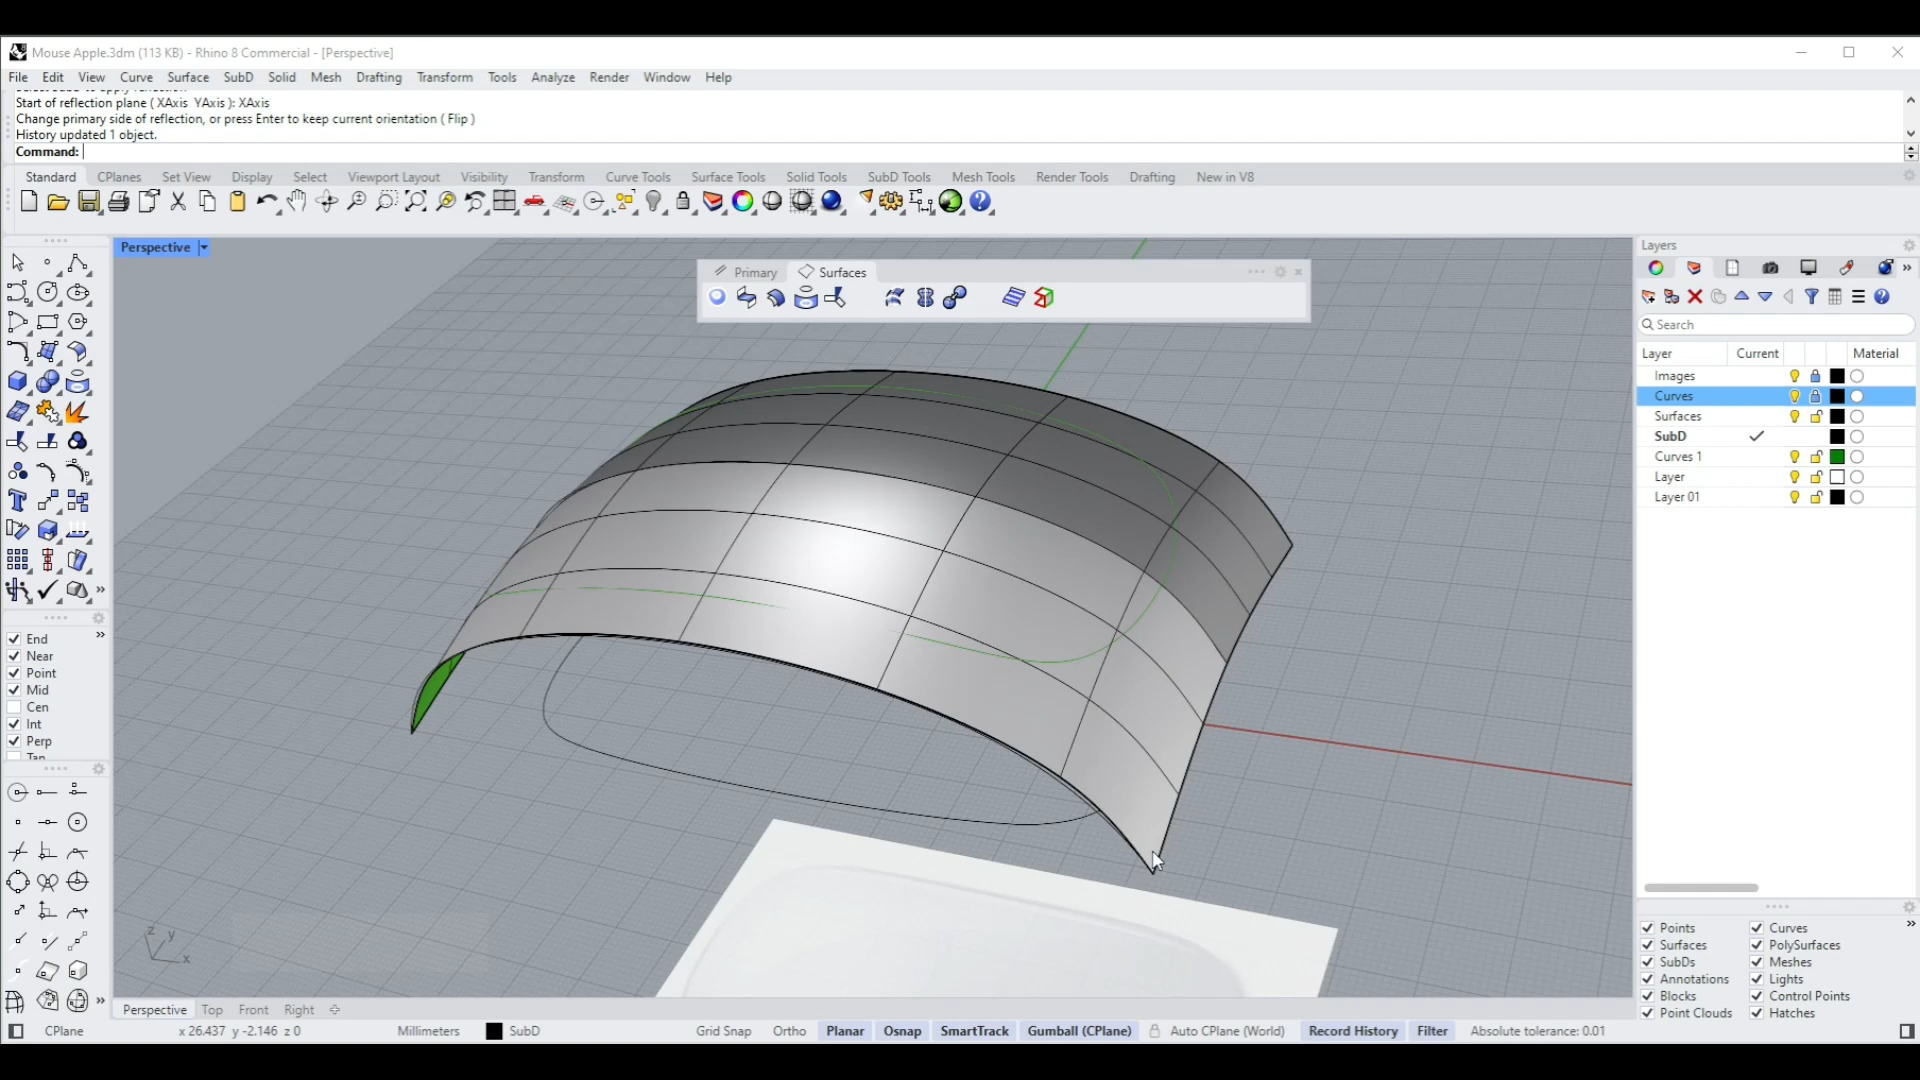 Mouse Apple.3dm (113 KB) - Rhino 8 Commercial - [Perspective]
File Edit View Curve Surface SubD Solid Mesh Drafting Transform Tools Analyze Render Window Help
Start of reflection plane ( XAxis YAxis ): XAxis
Change primary side of reflection, or press Enter to keep current orientation ( Flip )
History updated 1 object.
Command:
Standard CPlanes Set View Display Select Viewport Layout Visibility Transform Curve Tools Surface Tools Solid Tools SubD Tools Mesh Tools Render Tools Drafting New in V8
Perspective
Primary Surfaces
Layers
Search
Layer Current Material
Images
Curves
Surfaces
SubD
Curves 1
Layer
Layer 01
End
Near
Point
Mid
Cen
Int
Perp
Tan
z y x
Points Curves
Surfaces PolySurfaces
SubDs Meshes
Annotations Lights
Blocks Control Points
Point Clouds Hatches
Perspective Top Front Right
CPlane x 26.437 y -2.146 z 0 Millimeters SubD Grid Snap Ortho Planar Osnap SmartTrack Gumball (CPlane) Auto CPlane (World) Record History Filter Absolute tolerance: 0.01